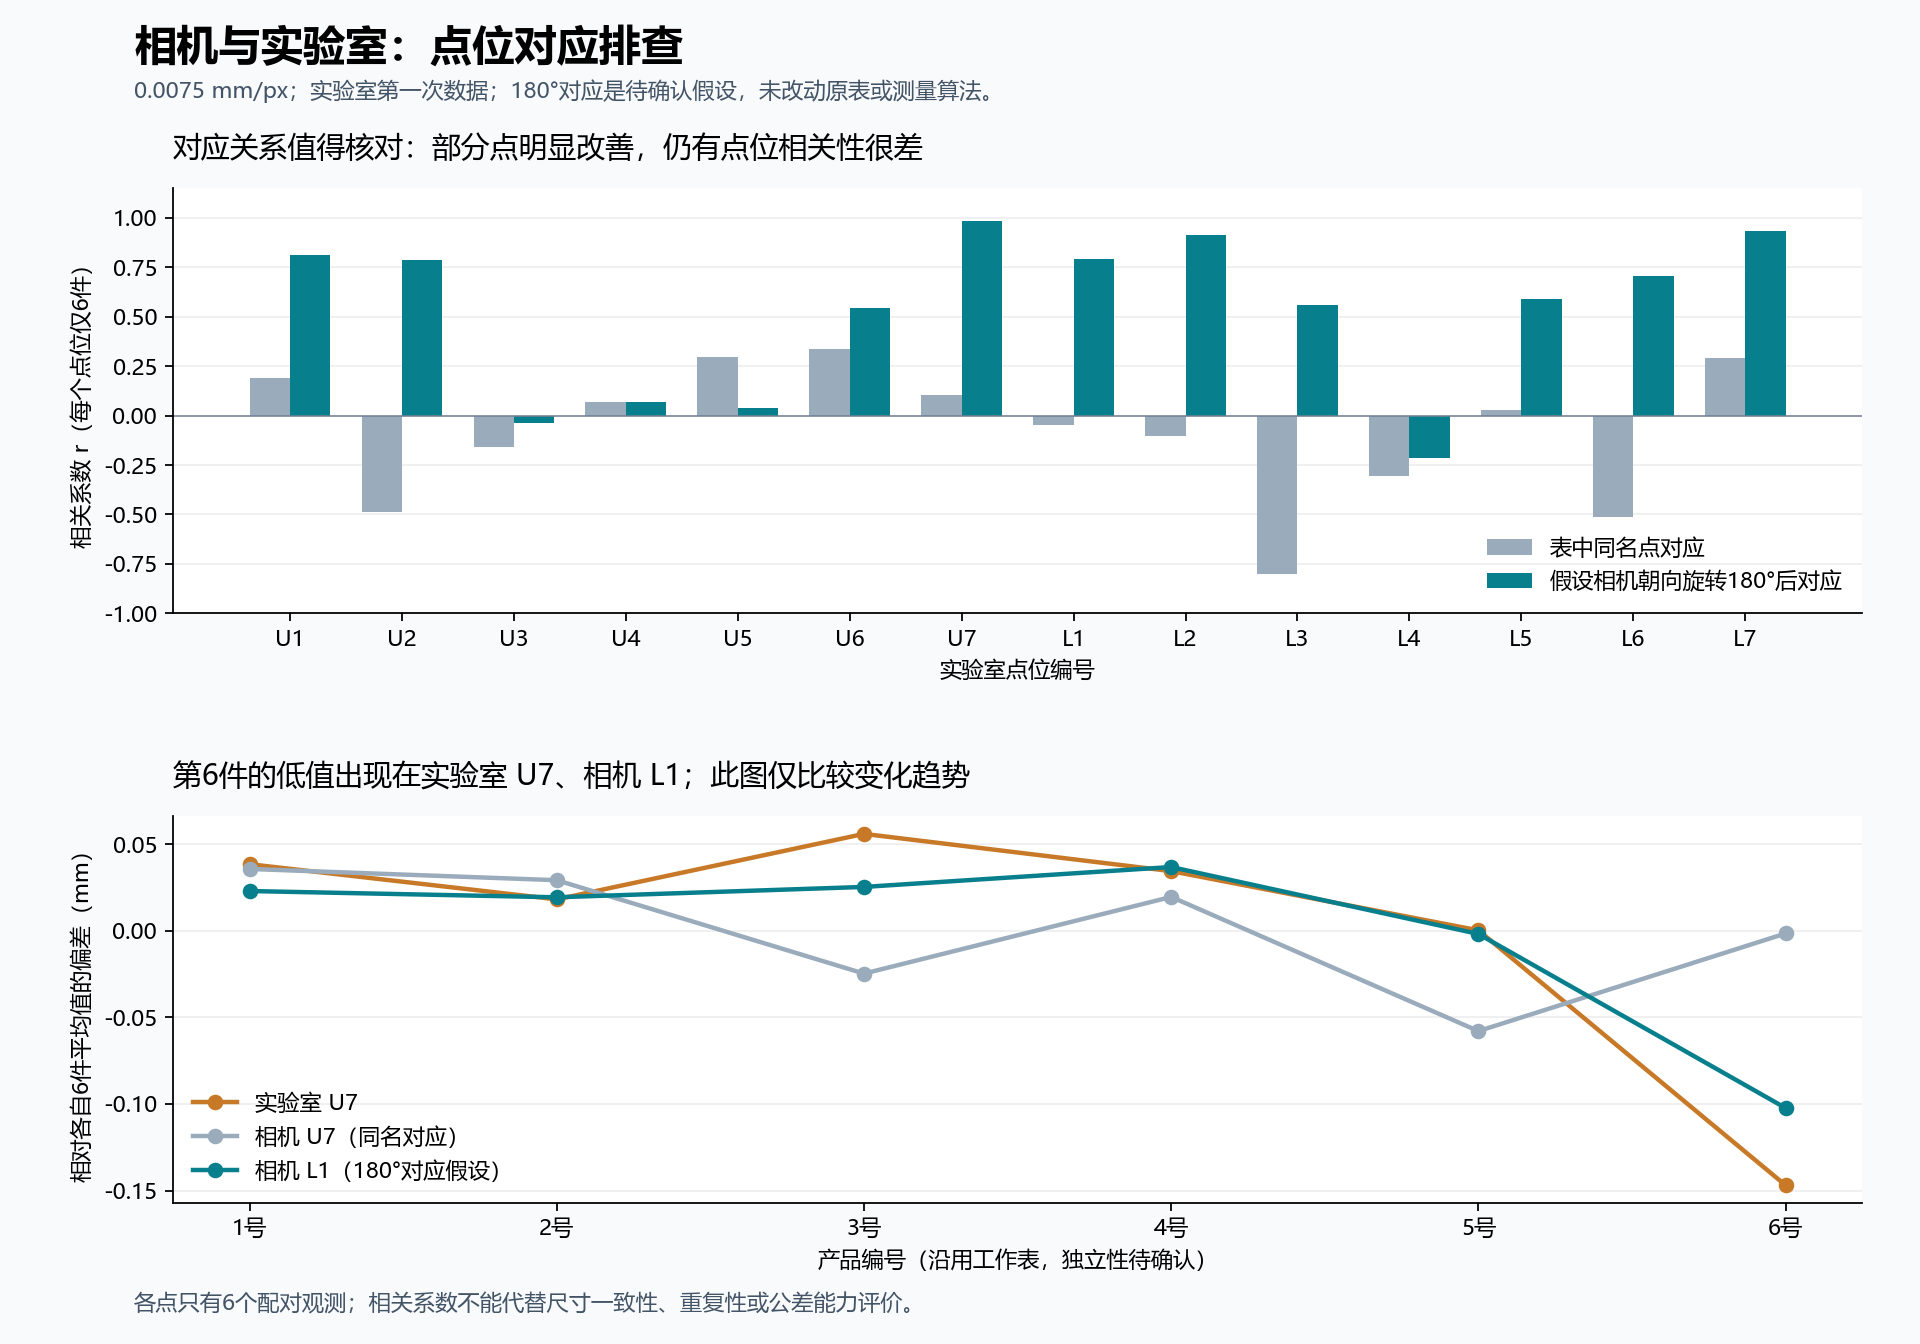 相机与实验室：点位对应排查
0.0075 mm/px；实验室第一次数据；180°对应是待确认假设，未改动原表或测量算法。
对应关系值得核对：部分点明显改善，仍有点位相关性很差
相关系数 r（每个点位仅6件）
1.00
0.75
0.50
0.25
0.00
-0.25
-0.50
-0.75
-1.00
表中同名点对应
假设相机朝向旋转180°后对应
U1 U2 U3 U4 U5 U6 U7 L1 L2 L3 L4 L5 L6 L7
实验室点位编号
第6件的低值出现在实验室 U7、相机 L1；此图仅比较变化趋势
相对各自6件平均值的偏差（mm）
0.05
0.00
-0.05
-0.10
-0.15
实验室 U7
相机 U7（同名对应）
相机 L1（180°对应假设）
1号 2号 3号 4号 5号 6号
产品编号（沿用工作表，独立性待确认）
各点只有6个配对观测；相关系数不能代替尺寸一致性、重复性或公差能力评价。